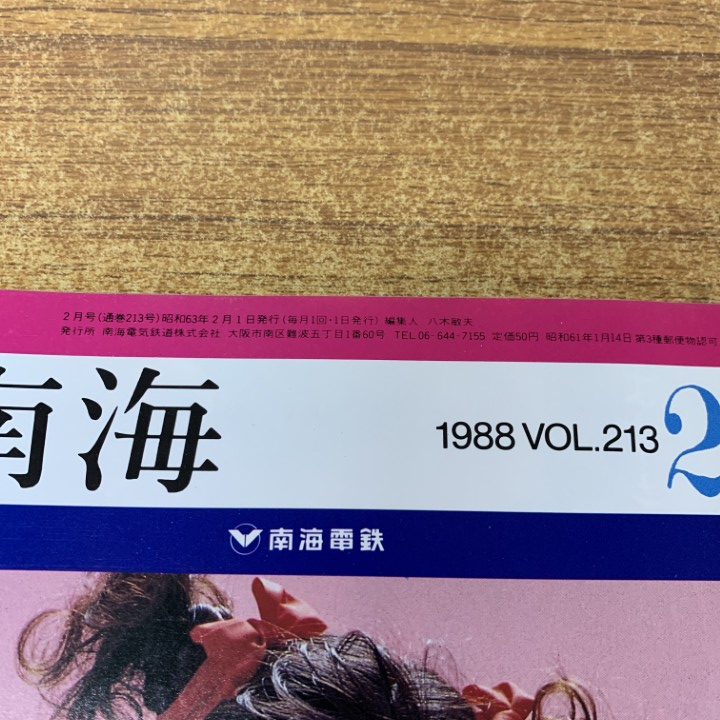 2月号(通巻213号)昭和63年2月1日発行(毎月1回・1日発行) 編集人 八木敏夫
発行所 南海電気鉄道株式会社 大阪市南区難波五丁目1番60号 TEL 06-644-7155 定価50円 昭和61年1月14日第3種郵便物認可
南海 1988 VOL.213 2
南海電鉄